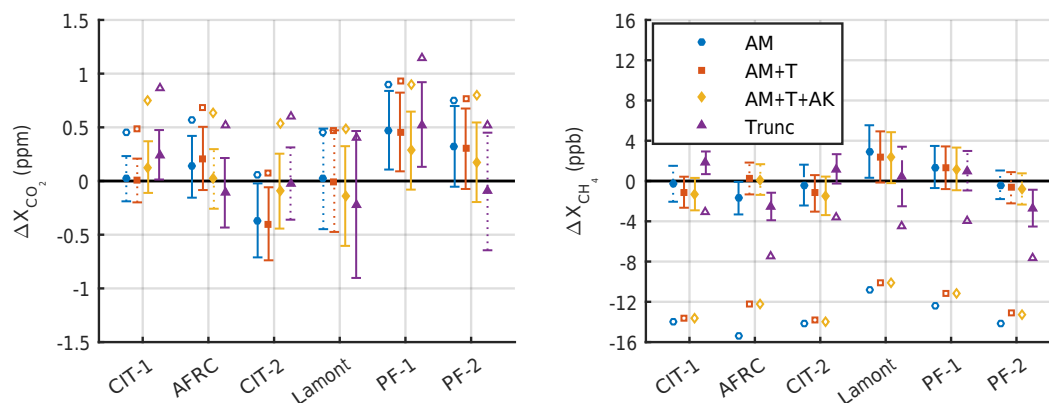 1.5
1
0.5
0
-0.5
-1
-1.5
ΔX_CO₂ (ppm)
CIT-1
AFRC
CIT-2
Lamont
PF-1
PF-2
16
12
8
4
0
-4
-8
-12
-16
ΔX_CH₄ (ppb)
AM
AM+T
AM+T+AK
Trunc
CIT-1
AFRC
CIT-2
Lamont
PF-1
PF-2